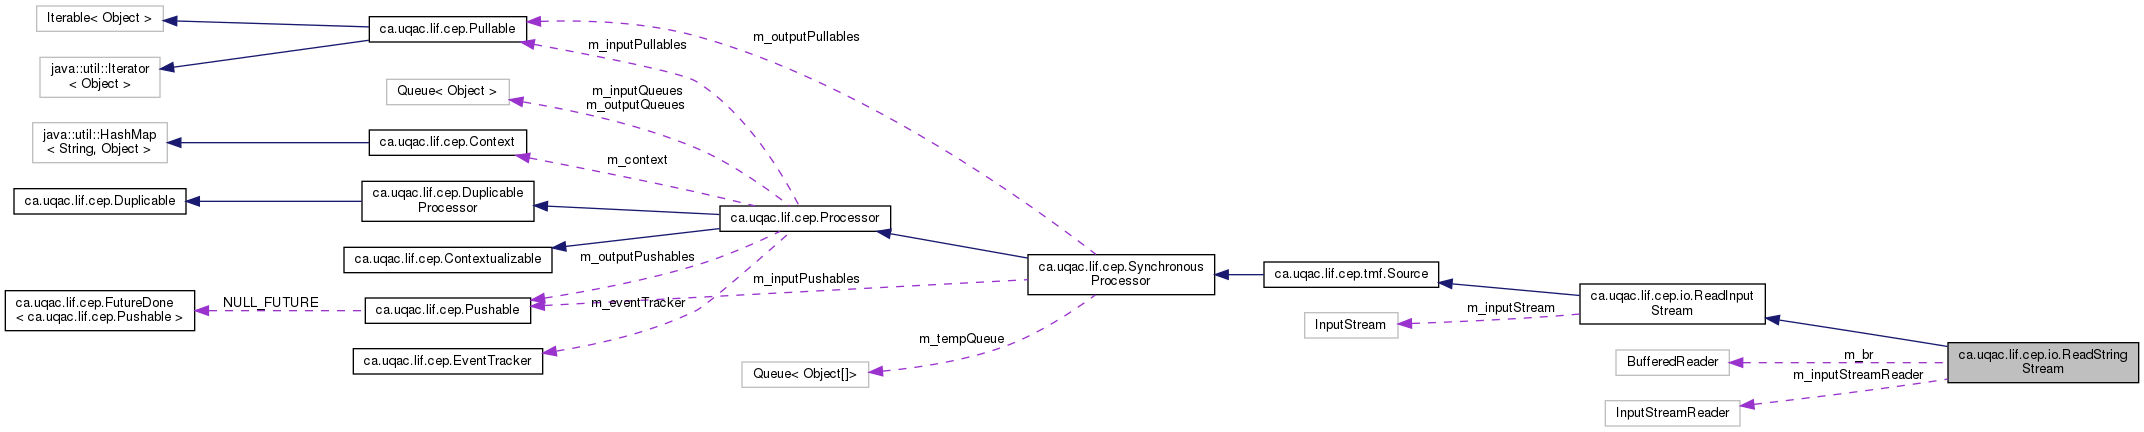 Iterable< Object >
ca.uqac.lif.cep.Pullable
m_outputPullables
m_inputPullables
java::util::Iterator
< Object >
Queue< Object >
m_inputQueues
m_outputQueues
java::util::HashMap
< String, Object >
ca.uqac.lif.cep.Context
m_context
ca.uqac.lif.cep.Duplicable
ca.uqac.lif.cep.Duplicable
Processor
ca.uqac.lif.cep.Processor
ca.uqac.lif.cep.Contextualizable
m_outputPushables
ca.uqac.lif.cep.Synchronous
Processor
ca.uqac.lif.cep.tmf.Source
m_inputPushables
ca.uqac.lif.cep.FutureDone
< ca.uqac.lif.cep.Pushable >
NULL_FUTURE
ca.uqac.lif.cep.Pushable
m_eventTracker
ca.uqac.lif.cep.io.ReadInput
Stream
m_inputStream
InputStream
m_tempQueue
ca.uqac.lif.cep.EventTracker
Queue< Object[]>
BufferedReader
m_br
ca.uqac.lif.cep.io.ReadString
Stream
m_inputStreamReader
InputStreamReader